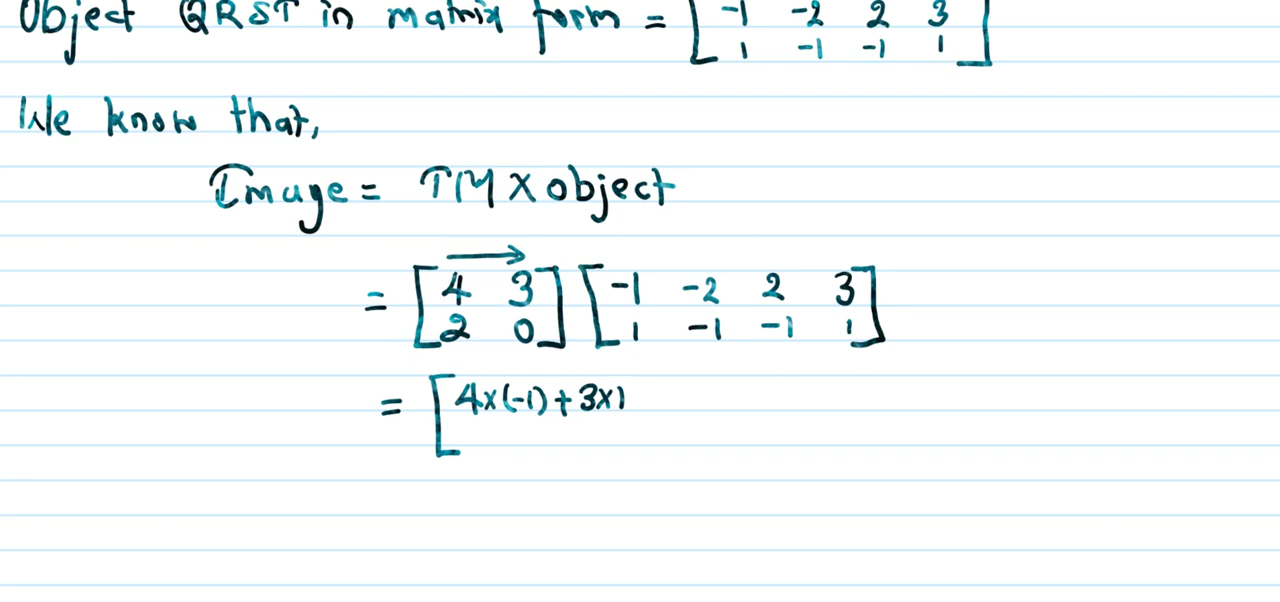 Object QRST in matrix form = [-1 -2 2 3
1 -1 -1 1]
We know that,
Image = TM X object
= [4 3 [-1 -2 2 3
2 0] 1 -1 -1 1]
= [4x(-1) + 3x1